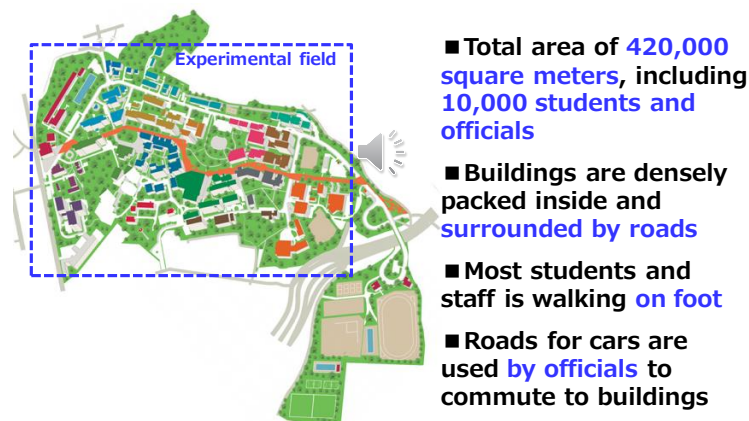 Experimental field
■Total area of 420,000
square meters, including
10,000 students and
officials
■Buildings are densely
packed inside and
surrounded by roads
■Most students and
staff is walking on foot
■Roads for cars are
used by officials to
commute to buildings